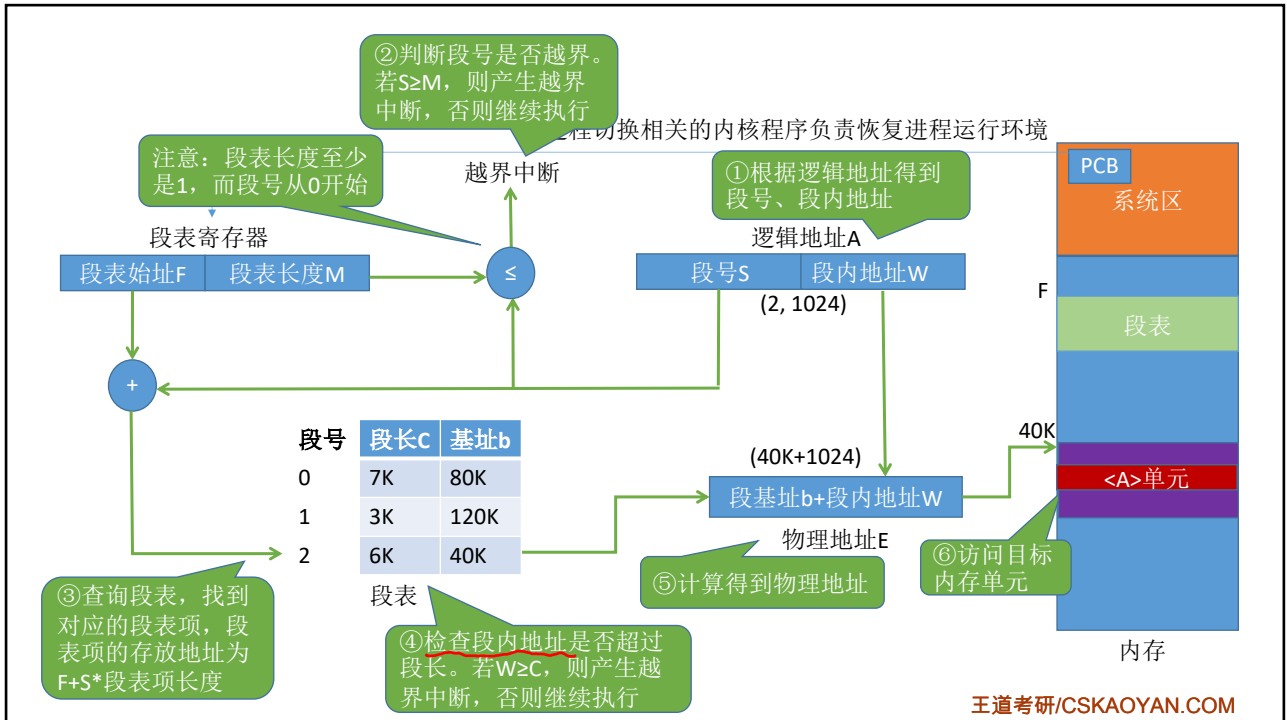 ②判断段号是否越界。
若S≥M，则产生越界
中断，否则继续执行
程切换相关的内核程序负责恢复进程运行环境
注意：段表长度至少
是1，而段号从0开始
越界中断
①根据逻辑地址得到
段号、段内地址
PCB
系统区
段表寄存器
逻辑地址A
段表始址F
段表长度M
≤
段号S
段内地址W
(2, 1024)
F
段表
+
段号 段长C 基址b
0 7K 80K
1 3K 120K
2 6K 40K
段表
(40K+1024)
段基址b+段内地址W
物理地址E
40K
<A>单元
③查询段表，找到
对应的段表项，段
表项的存放地址为
F+S*段表项长度
④检查段内地址是否超过
段长。若W≥C，则产生越
界中断，否则继续执行
⑤计算得到物理地址
⑥访问目标
内存单元
内存
王道考研/CSKAOYAN.COM